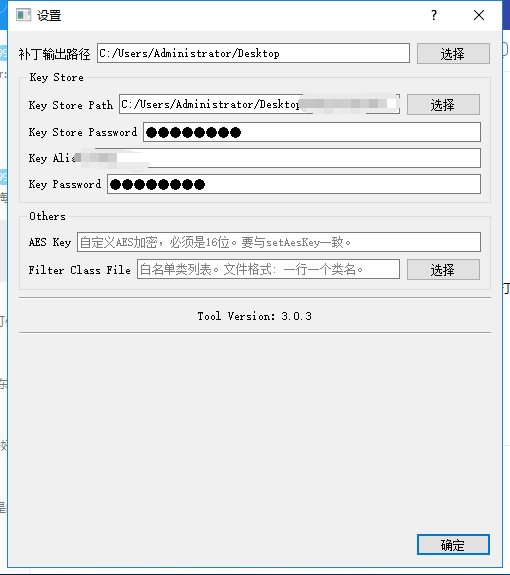 设置
?
补丁输出路径 C:/Users/Administrator/Desktop 选择
Key Store
Key Store Path C:/Users/Administrator/Desktop 选择
Key Store Password ●●●●●●●●
Key Alias
Key Password ●●●●●●●●
Others
AES Key 自定义AES加密，必须是16位。要与setAesKey一致。
Filter Class File 白名单类列表。文件格式：一行一个类名。 选择
Tool Version: 3.0.3
确定